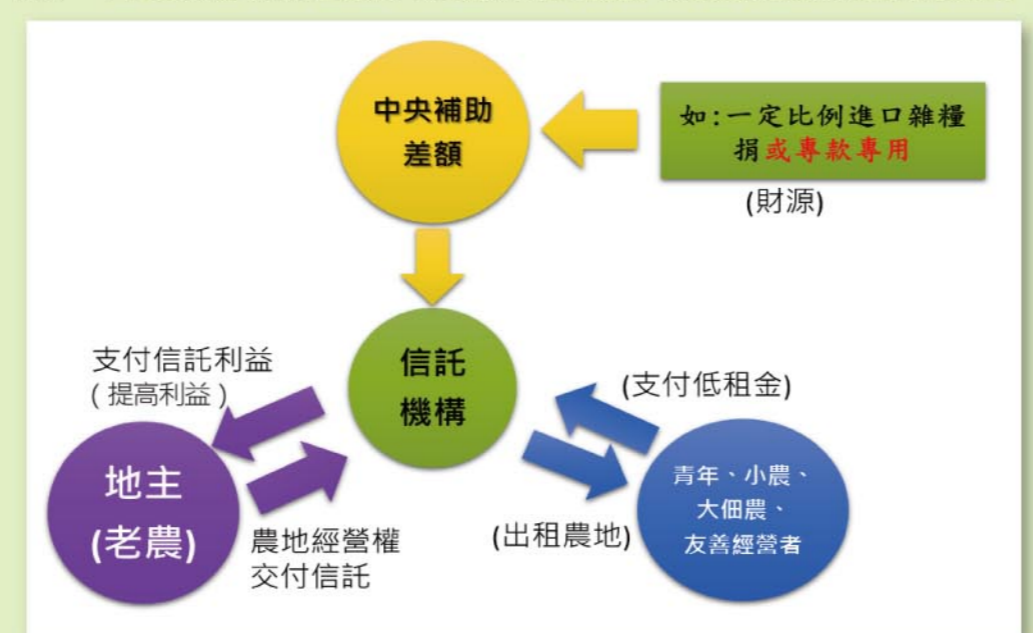 中央補助
差額
如:一定比例進口雜糧
捐或專款專用
(財源)
信託
機構
支付信託利益
(提高利益)
(支付低租金)
地主
(老農)
農地經營權
交付信託
(出租農地)
青年、小農、
大佃農、
友善經營者